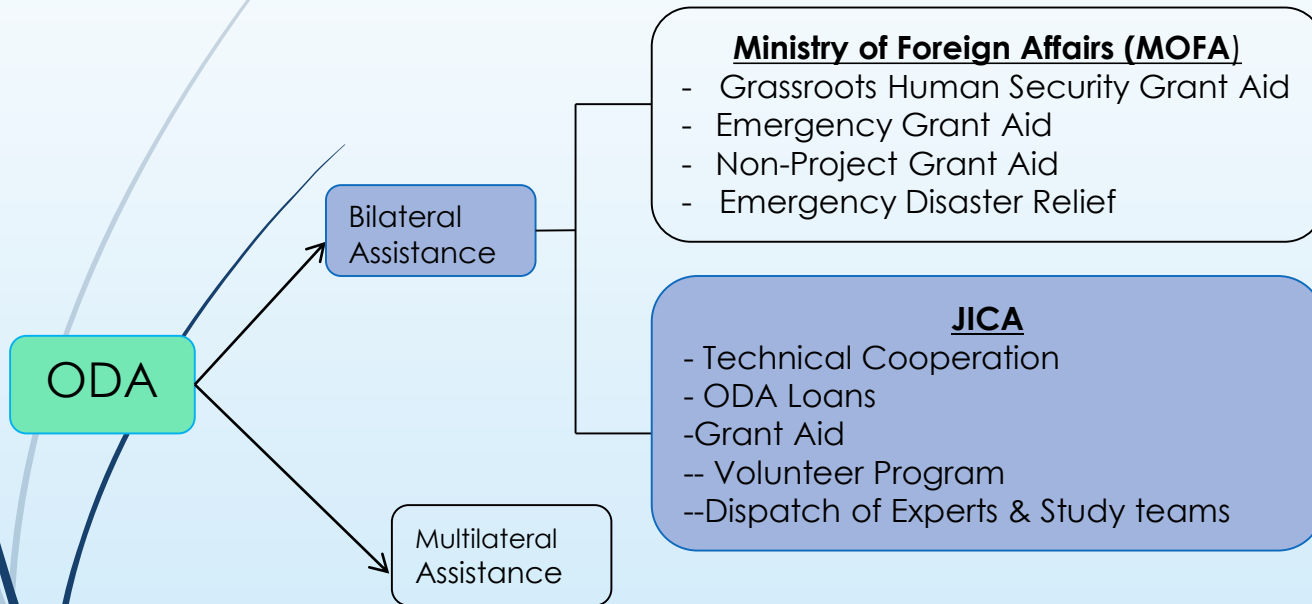 Ministry of Foreign Affairs (MOFA)
- Grassroots Human Security Grant Aid
- Emergency Grant Aid
- Non-Project Grant Aid
- Emergency Disaster Relief
Bilateral
Assistance
JICA
- Technical Cooperation
- ODA Loans
-Grant Aid
-- Volunteer Program
--Dispatch of Experts & Study teams
ODA
Multilateral
Assistance